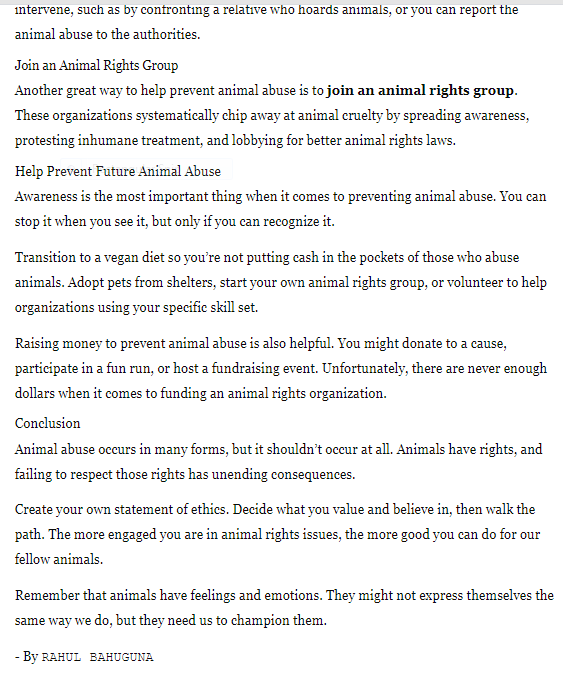 intervene, such as by confronting a relative who hoards animals, or you can report the
animal abuse to the authorities.
Join an Animal Rights Group
Another great way to help prevent animal abuse is to join an animal rights group.
These organizations systematically chip away at animal cruelty by spreading awareness,
protesting inhumane treatment, and lobbying for better animal rights laws.
Help Prevent Future Animal Abuse
Awareness is the most important thing when it comes to preventing animal abuse. You can
stop it when you see it, but only if you can recognize it.
Transition to a vegan diet so you’re not putting cash in the pockets of those who abuse
animals. Adopt pets from shelters, start your own animal rights group, or volunteer to help
organizations using your specific skill set.
Raising money to prevent animal abuse is also helpful. You might donate to a cause,
participate in a fun run, or host a fundraising event. Unfortunately, there are never enough
dollars when it comes to funding an animal rights organization.
Conclusion
Animal abuse occurs in many forms, but it shouldn’t occur at all. Animals have rights, and
failing to respect those rights has unending consequences.
Create your own statement of ethics. Decide what you value and believe in, then walk the
path. The more engaged you are in animal rights issues, the more good you can do for our
fellow animals.
Remember that animals have feelings and emotions. They might not express themselves the
same way we do, but they need us to champion them.
- By RAHUL BAHUGUNA